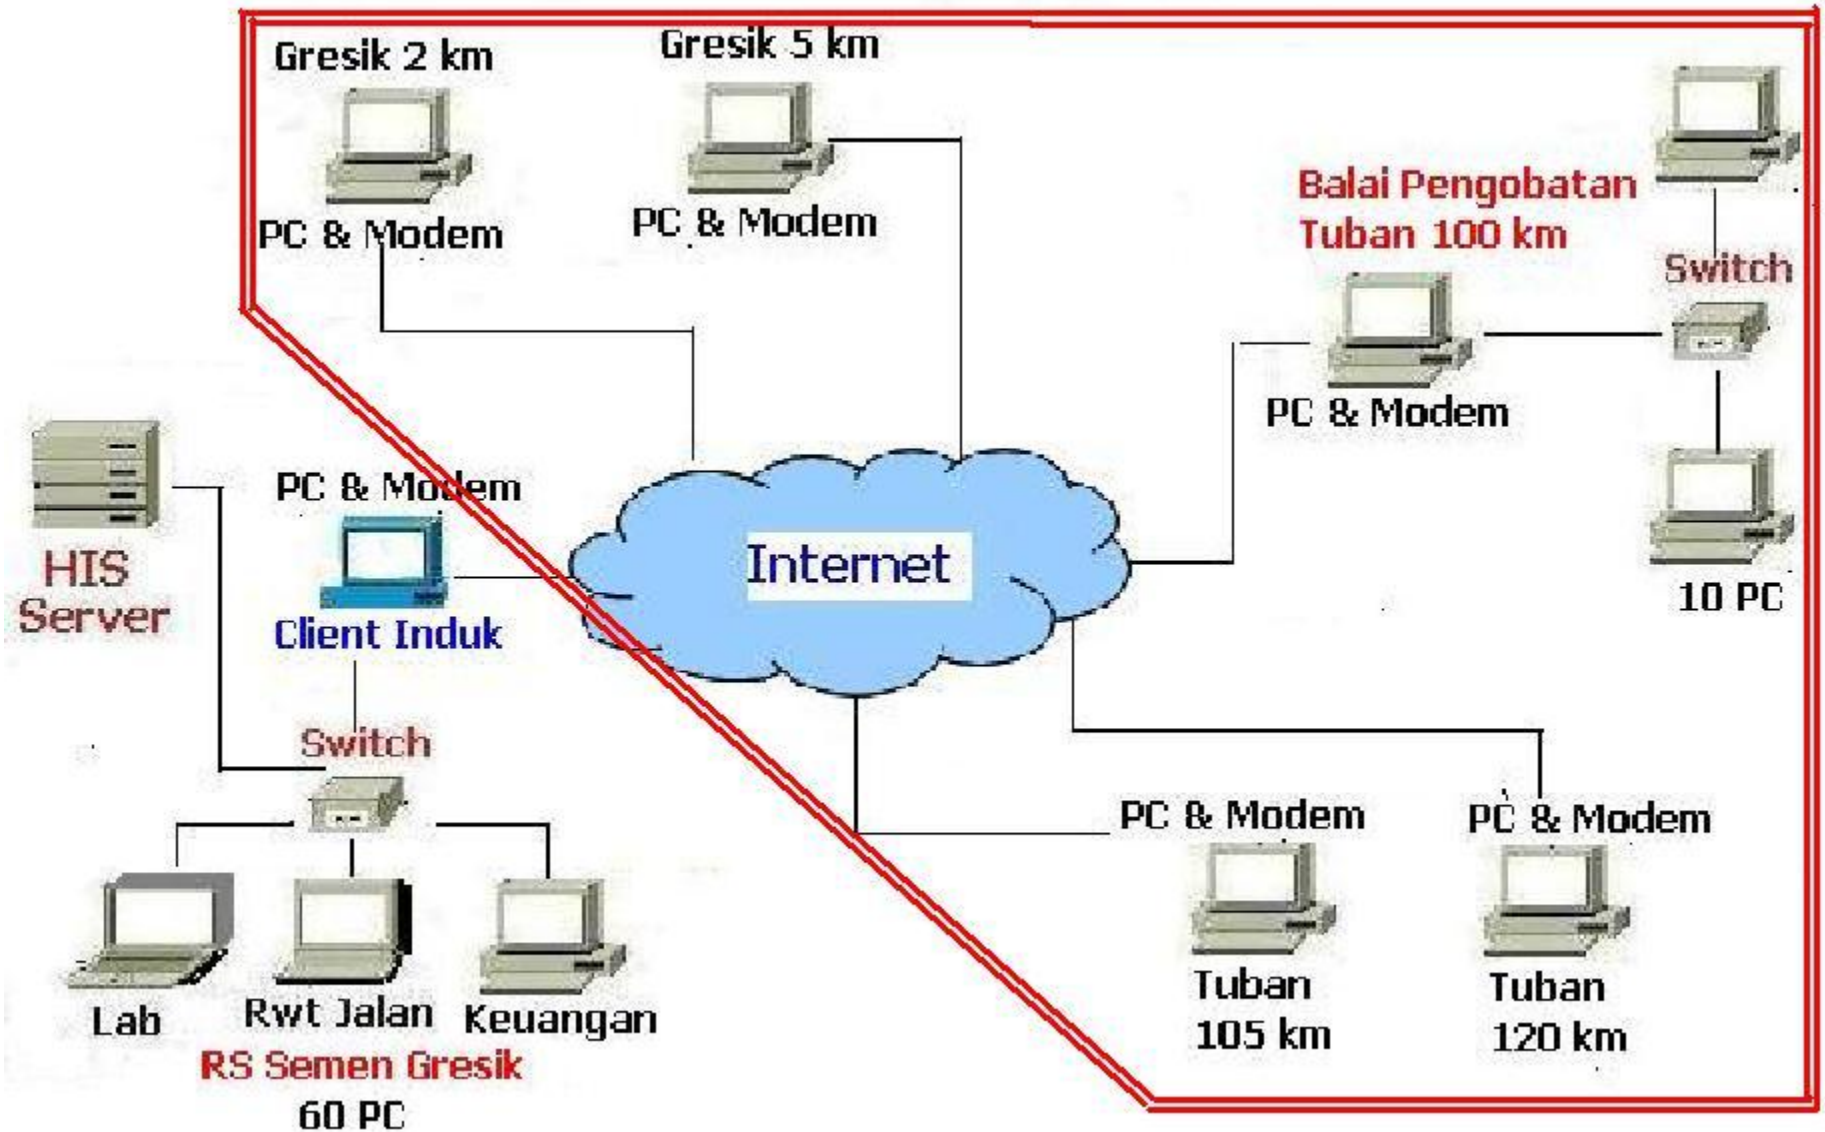 Gresik 2 km
Gresik 5 km
PC & Modem
PC & Modem
Balai Pengobatan
Tuban 100 km
Switch
PC & Modem
10 PC
HIS
Server
PC & Modem
Client Induk
Internet
Switch
Lab
Rwt Jalan
Keuangan
RS Semen Gresik
60 PC
PC & Modem
PC & Modem
Tuban
105 km
Tuban
120 km